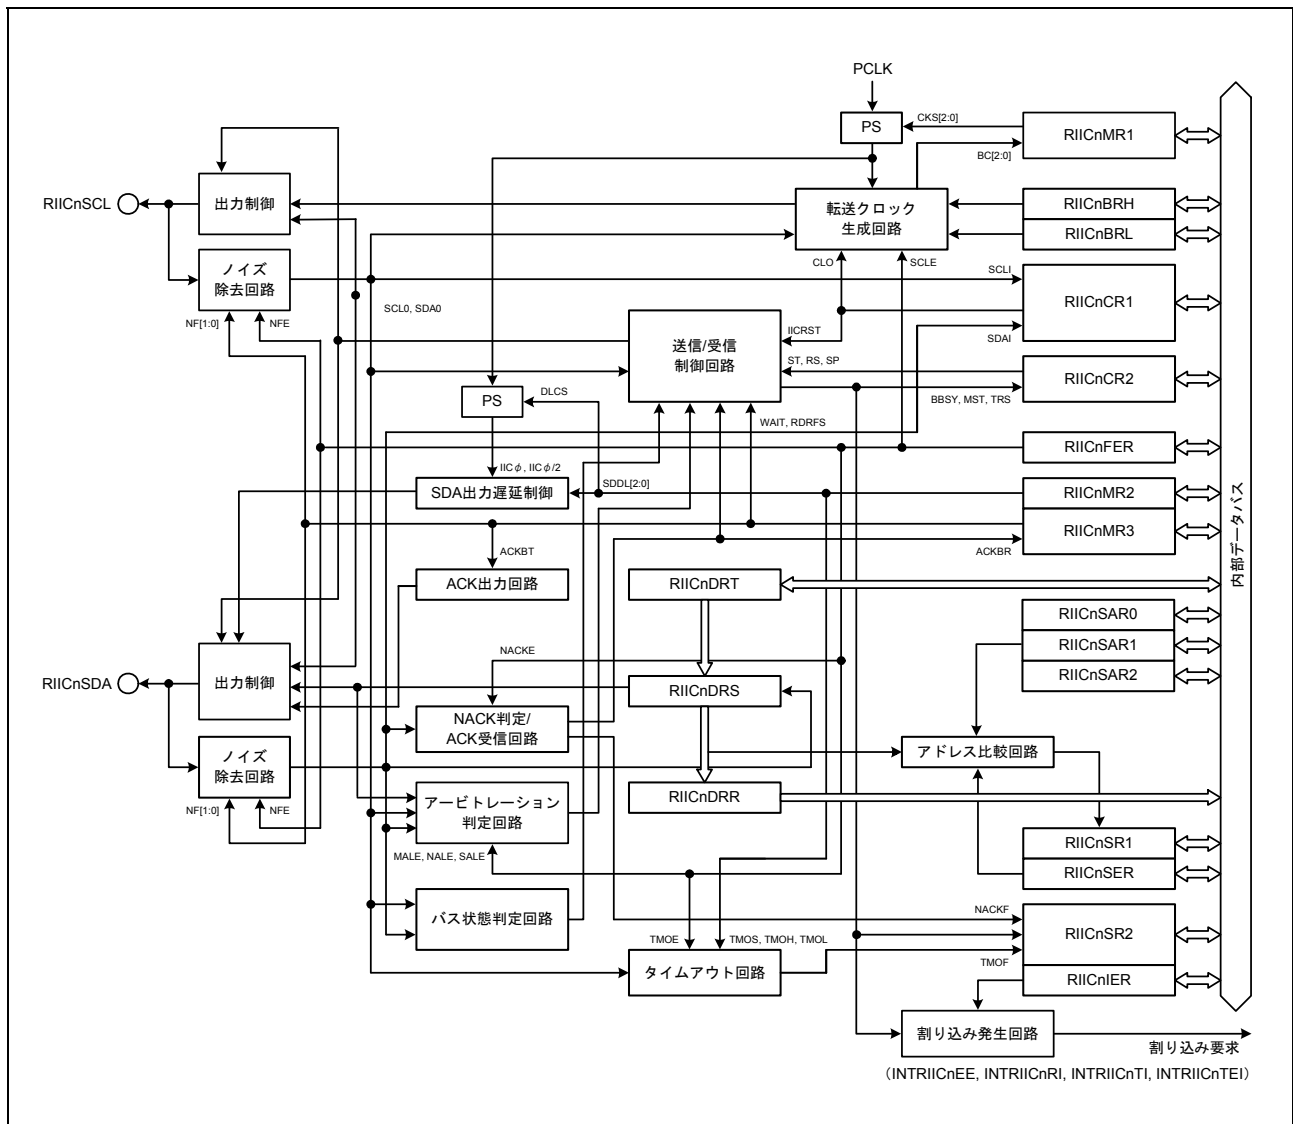 PCLK
PS
CKS[2:0]
RIICnMR1
BC[2:0]
RIICnSCL
出力制御
転送クロック
生成回路
RIICnBRH
RIICnBRL
ノイズ
除去回路
CLO
SCLE
SCLI
RIICnCR1
SCL0, SDA0
NF[1:0]
NFE
送信/受信
制御回路
IICRST
SDAI
ST, RS, SP
RIICnCR2
PS
DLCS
BBSY, MST, TRS
WAIT, RDRFS
RIICnFER
IICφ, IICφ/2
SDA出力遅延制御
SDDL[2:0]
RIICnMR2
RIICnMR3
ACKBT
ACKBR
内部データバス
ACK出力回路
RIICnDRT
RIICnSAR0
RIICnSAR1
RIICnSAR2
NACKE
RIICnSDA
出力制御
RIICnDRS
NACK判定/
ACK受信回路
アドレス比較回路
ノイズ
除去回路
NF[1:0]
NFE
アービトレーション
判定回路
RIICnDRR
MALE, NALE, SALE
RIICnSR1
RIICnSER
バス状態判定回路
NACKF
RIICnSR2
TMOE
TMOS, TMOH, TMOL
TMOF
タイムアウト回路
RIICnIER
割り込み発生回路
割り込み要求
（INTRIICnEE, INTRIICnRI, INTRIICnTI, INTRIICnTEI）